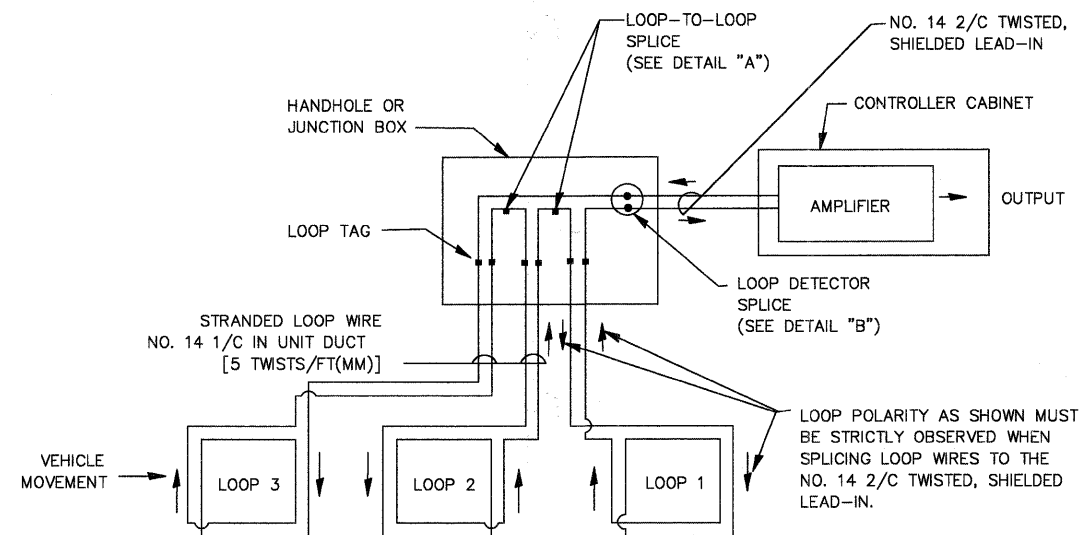 LOOP-TO-LOOP
SPLICE
(SEE DETAIL "A")
NO. 14 2/C TWISTED,
SHIELDED LEAD-IN
HANDHOLE OR
JUNCTION BOX
CONTROLLER CABINET
AMPLIFIER
OUTPUT
LOOP TAG
LOOP DETECTOR
SPLICE
(SEE DETAIL "B")
STRANDED LOOP WIRE
NO. 14 1/C IN UNIT DUCT
[5 TWISTS/FT(MM)]
LOOP POLARITY AS SHOWN MUST
BE STRICTLY OBSERVED WHEN
SPLICING LOOP WIRES TO THE
NO. 14 2/C TWISTED, SHIELDED
LEAD-IN.
VEHICLE
MOVEMENT
LOOP 3
LOOP 2
LOOP 1